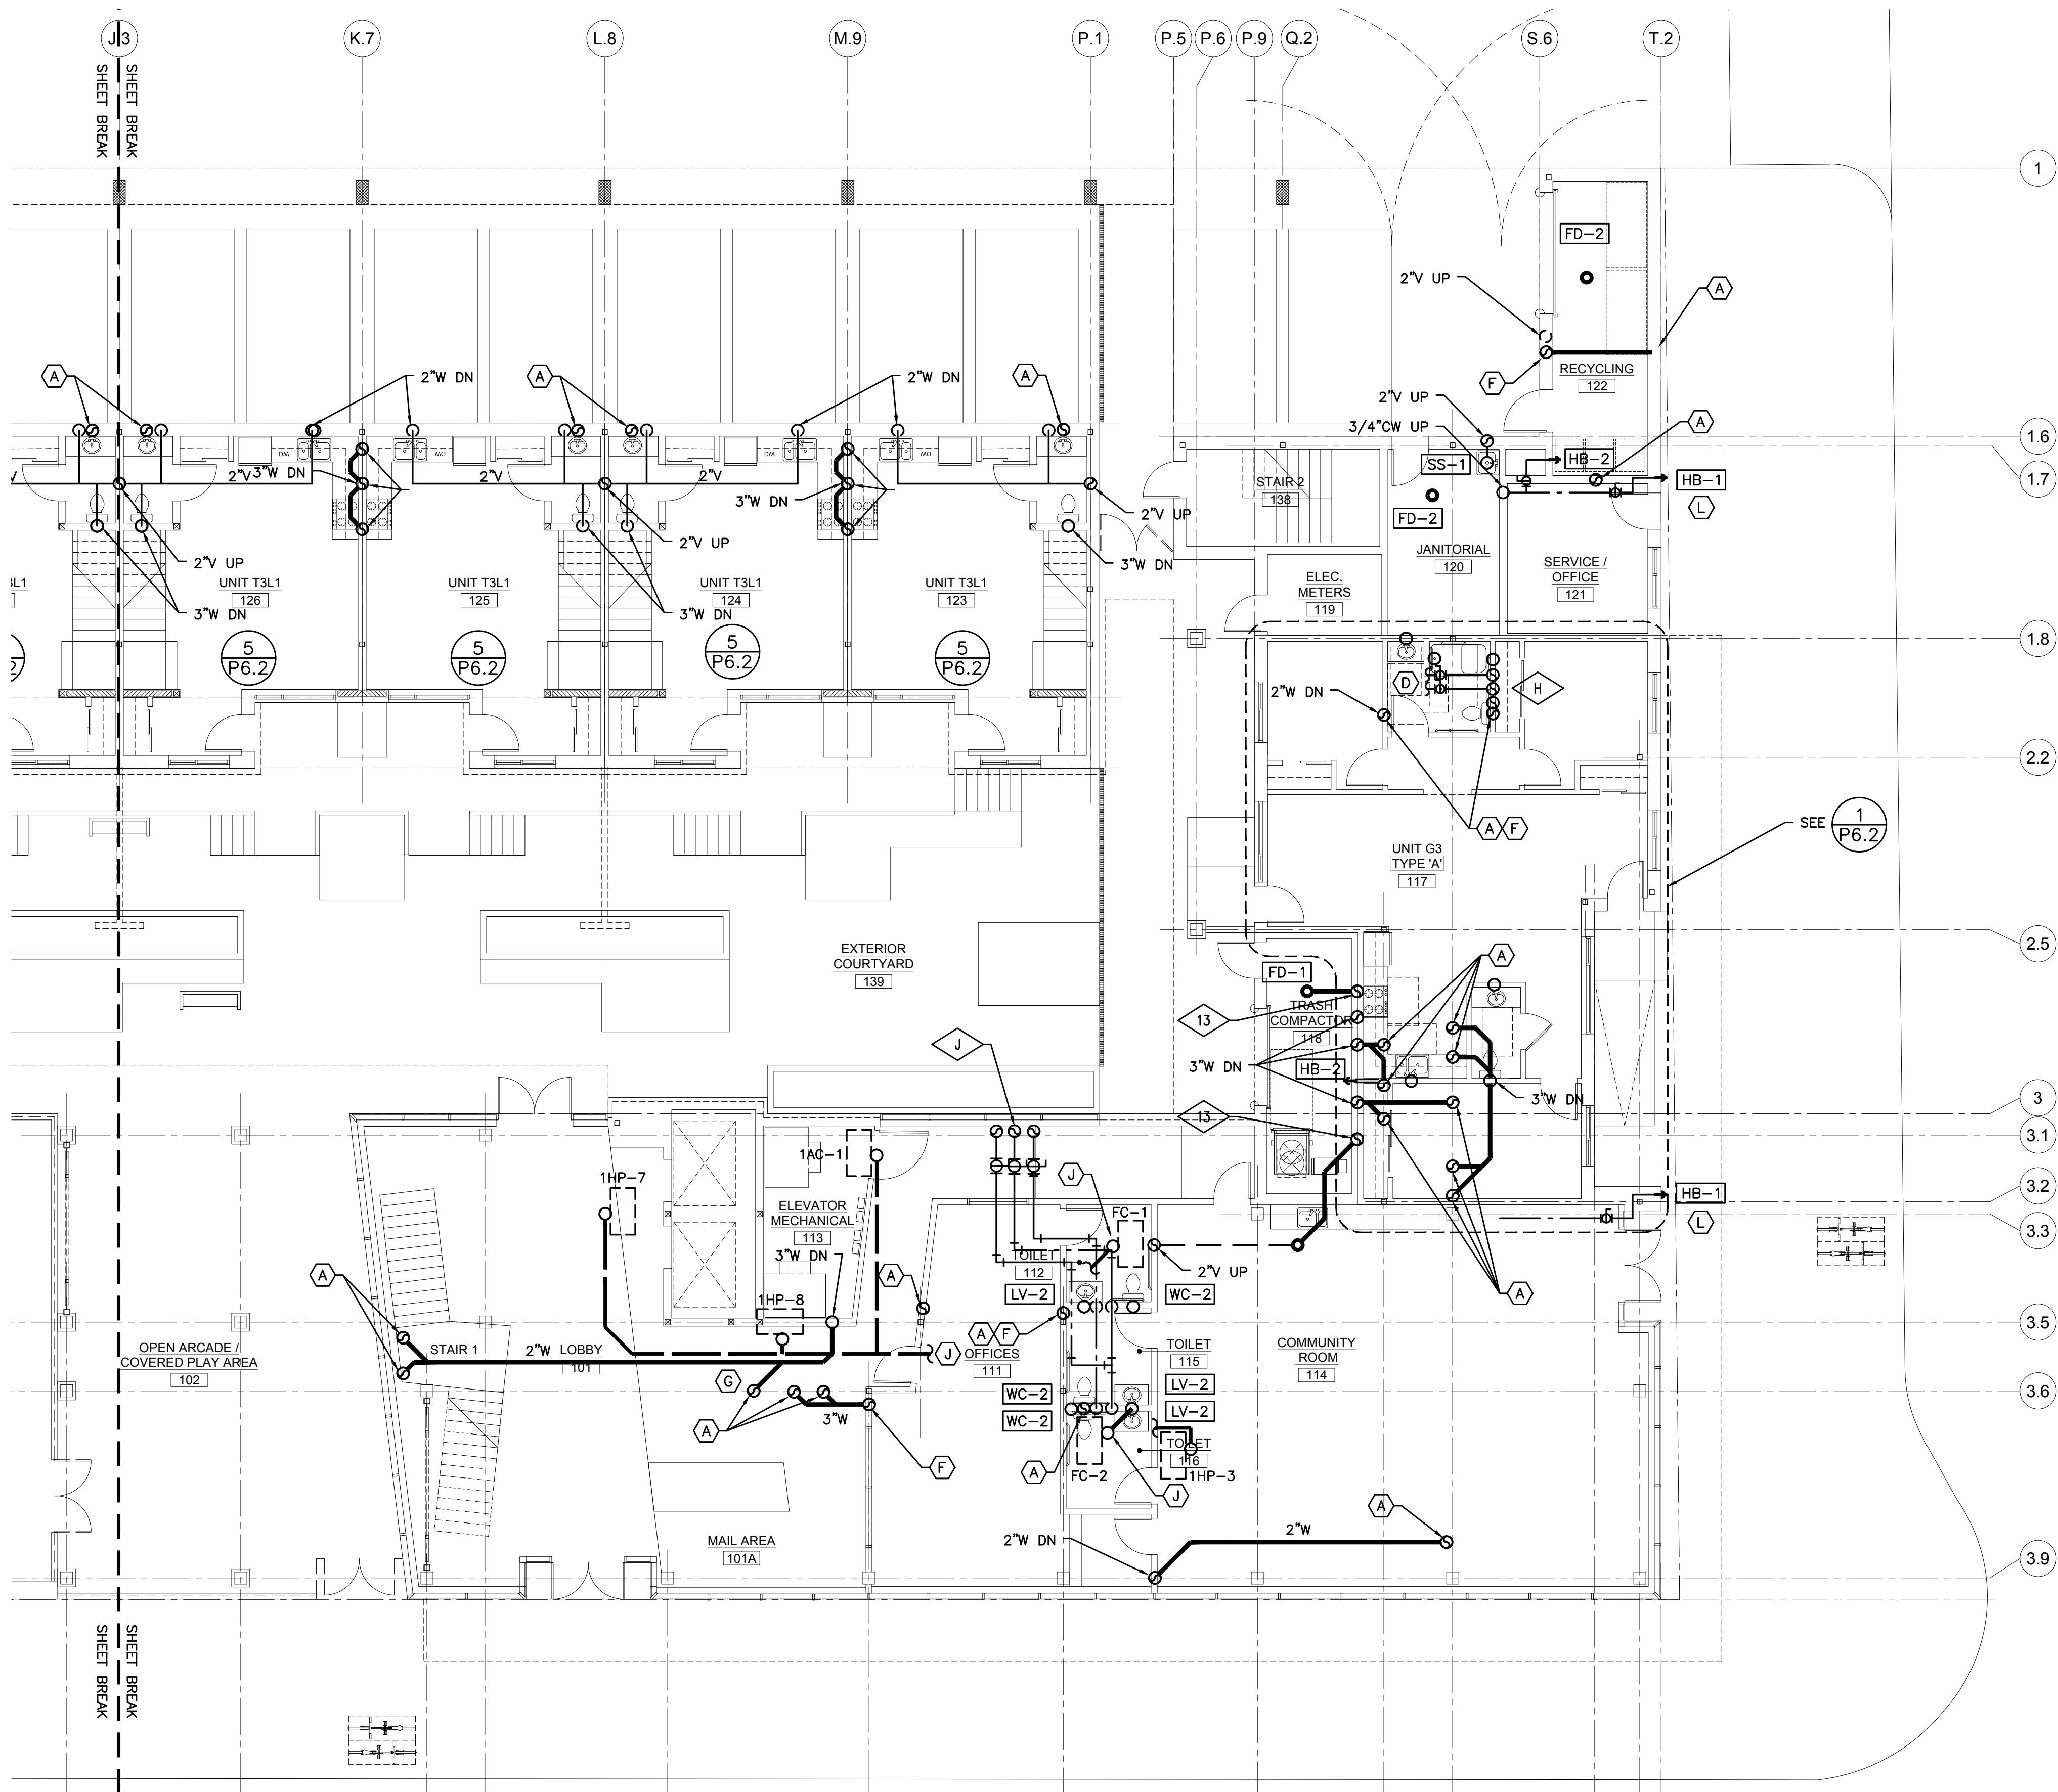 J.3
K.7
L.8
M.9
P.1
P.5
P.6
P.9
Q.2
S.6
T.2
SHEET BREAK
SHEET BREAK
1
FD-2
2"V UP
A
F
RECYCLING
122
A
2"W DN
A
2"W DN
A
2"V UP
3/4"CW UP
A
1.6
1.7
DW
DW
DW
DW
SS-1
HB-2
HB-1
L
2"V
3"W DN
2"V
2"V
3"W DN
2"V UP
STAIR 2
138
FD-2
2"V UP
2"V UP
3"W DN
JANITORIAL
120
SERVICE /
OFFICE
121
ELEC.
METERS
119
3L1
UNIT T3L1
126
UNIT T3L1
125
UNIT T3L1
124
UNIT T3L1
123
3"W DN
3"W DN
5
P6.2
5
P6.2
5
P6.2
5
P6.2
2
1.8
D
H
2"W DN
2.2
A
F
SEE
1
P6.2
UNIT G3
TYPE 'A'
117
2.5
EXTERIOR
COURTYARD
139
A
FD-1
13
TRASH
COMPACTOR
118
J
3"W DN
HB-2
3"W DN
3
13
3.1
1AC-1
1HP-7
J
ELEVATOR
MECHANICAL
113
3"W DN
FC-1
HB-1
L
3.2
3.3
A
A
TOILET
112
2"V UP
LV-2
WC-2
A
1HP-8
A
F
3.5
OPEN ARCADE /
COVERED PLAY AREA
102
STAIR 1
2"W
LOBBY
101
J
OFFICES
111
TOILET
115
COMMUNITY
ROOM
114
G
WC-2
LV-2
3.6
WC-2
LV-2
A
3"W
F
TOILET
116
A
FC-2
1HP-3
J
A
2"W
2"W DN
MAIL AREA
101A
3.9
SHEET BREAK
SHEET BREAK